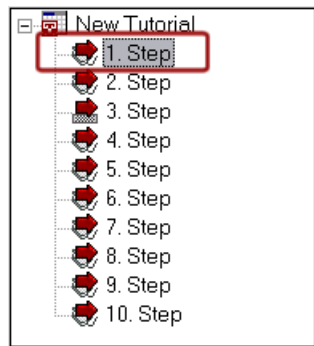 New Tutorial
1. Step
2. Step
3. Step
4. Step
5. Step
6. Step
7. Step
8. Step
9. Step
10. Step